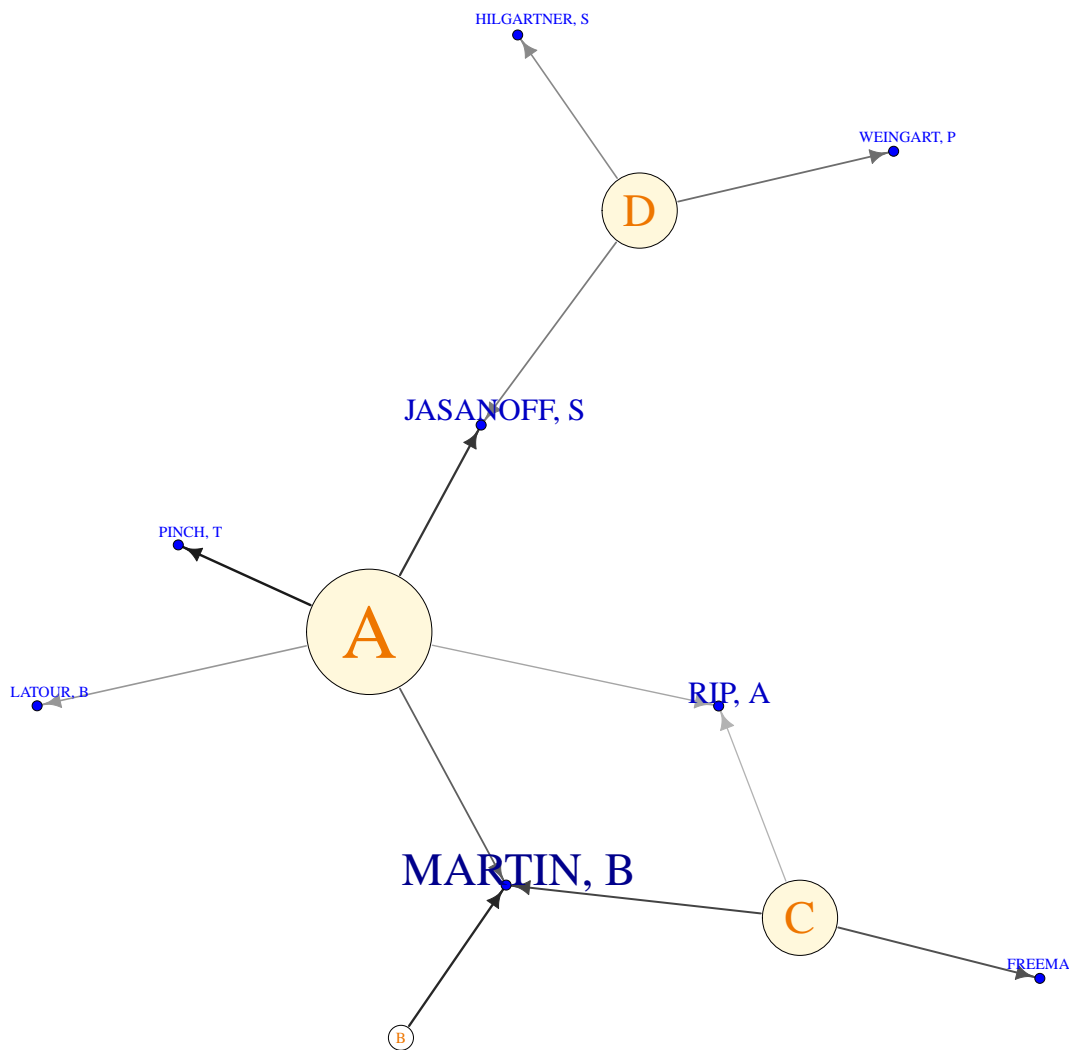 HILGARTNER, S
WEINGART, P
D
JASANOFF, S
PINCH, T
A
LATOUR, B
RIP, A
MARTIN, B
C
FREEMA
B